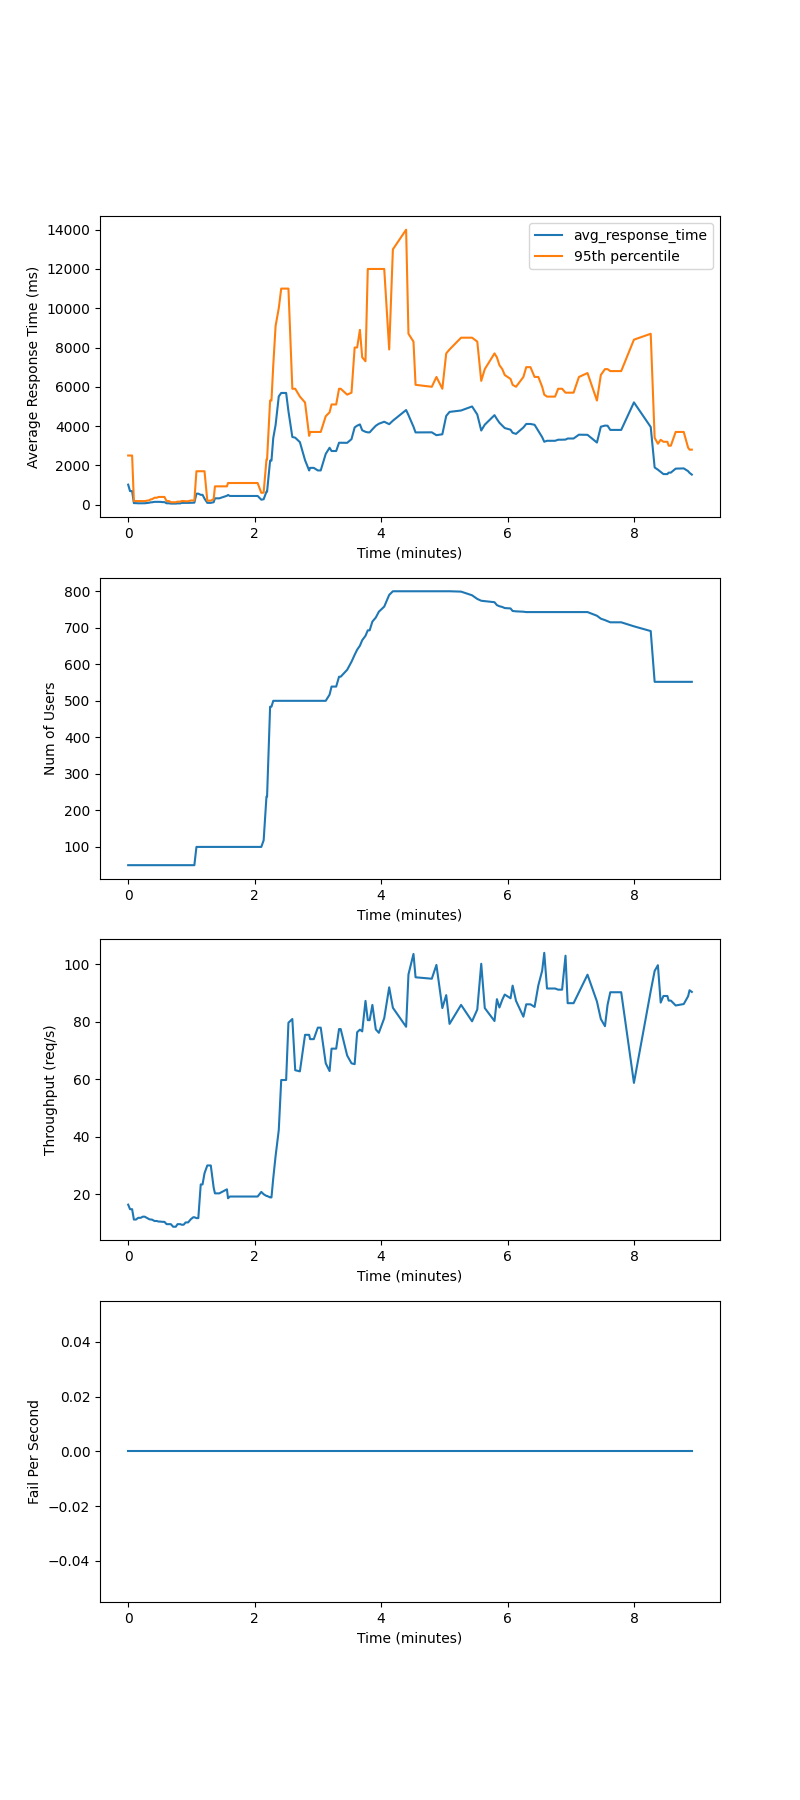 14000
12000
10000
8000
6000
4000
2000
0
Average Response Time (ms)
avg_response_time
95th percentile
0 2 4 6 8
Time (minutes)
800
700
600
500
400
300
200
100
Num of Users
0 2 4 6 8
Time (minutes)
100
80
60
40
20
Throughput (req/s)
0 2 4 6 8
Time (minutes)
0.04
0.02
0.00
−0.02
−0.04
Fail Per Second
0 2 4 6 8
Time (minutes)